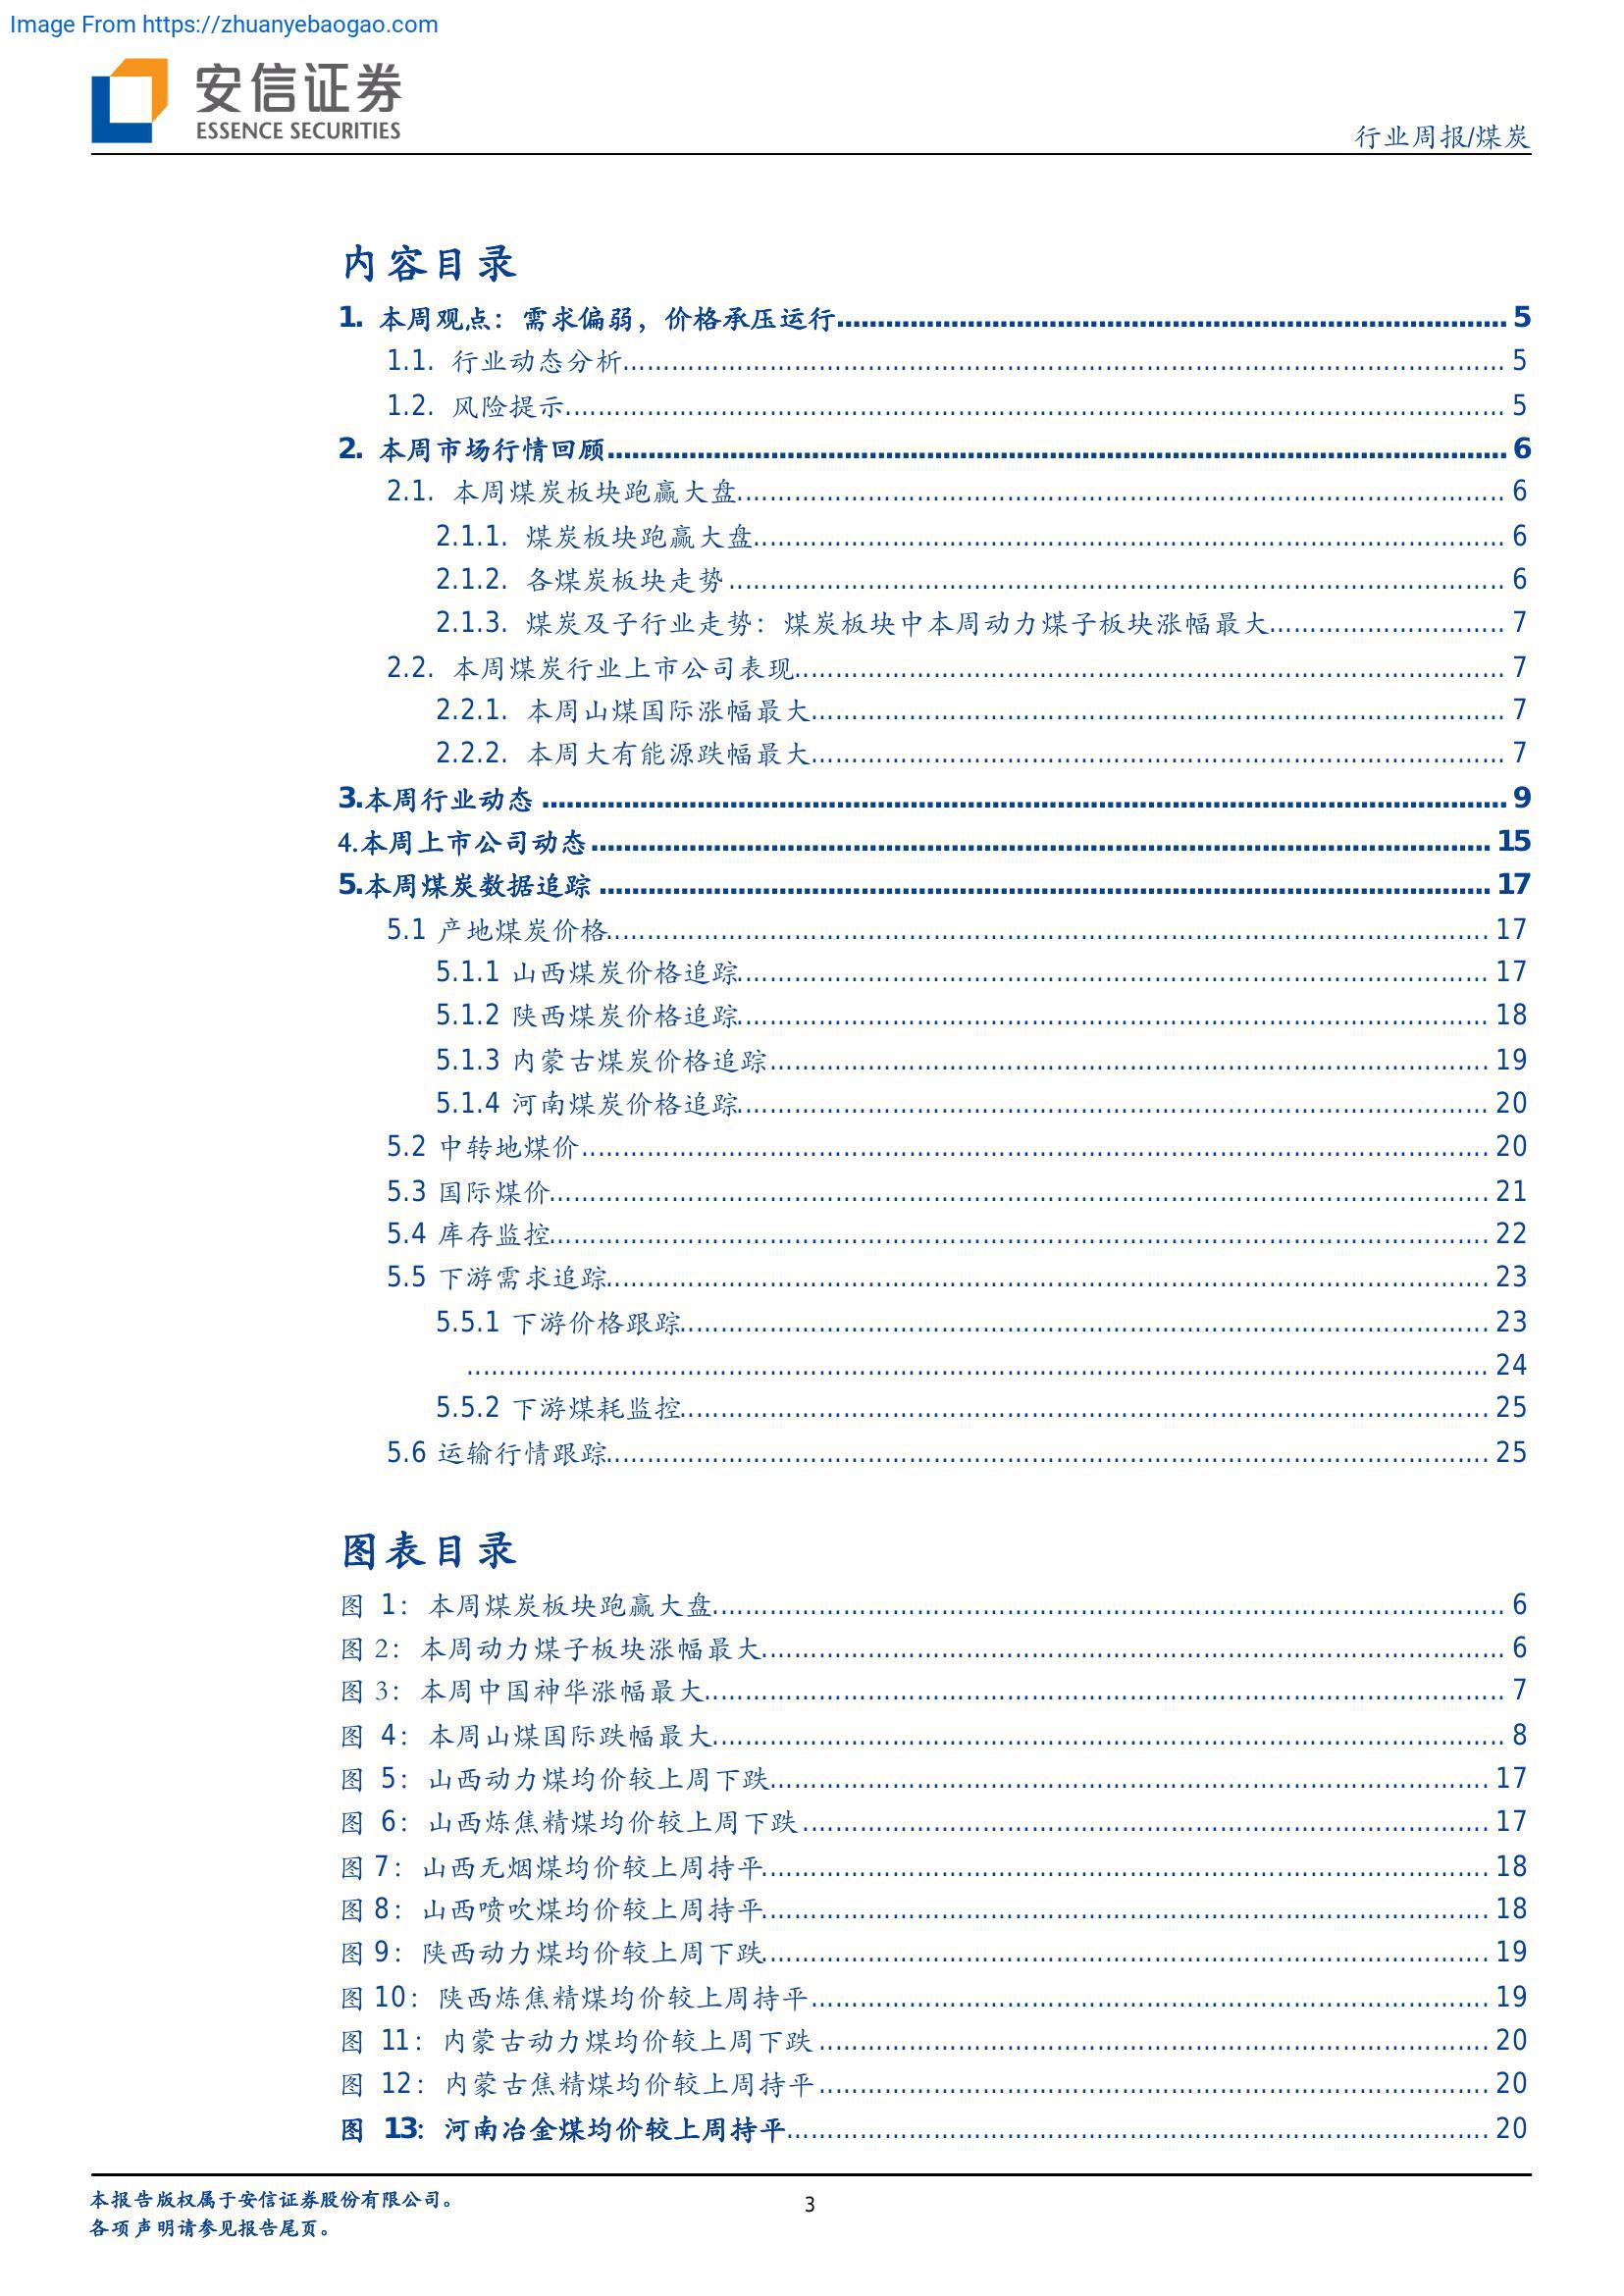 Image From https://zhuanyebaogao.com
安信证券
ESSENCE SECURITIES
行业周报/煤炭
内容目录
1. 本周观点：需求偏弱，价格承压运行 5
1.1. 行业动态分析 5
1.2. 风险提示 5
2. 本周市场行情回顾 6
2.1. 本周煤炭板块跑赢大盘 6
2.1.1. 煤炭板块跑赢大盘 6
2.1.2. 各煤炭板块走势 6
2.1.3. 煤炭及子行业走势：煤炭板块中本周动力煤子板块涨幅最大 7
2.2. 本周煤炭行业上市公司表现 7
2.2.1. 本周山煤国际涨幅最大 7
2.2.2. 本周大有能源跌幅最大 7
3.本周行业动态 9
4.本周上市公司动态 15
5.本周煤炭数据追踪 17
5.1 产地煤炭价格 17
5.1.1 山西煤炭价格追踪 17
5.1.2 陕西煤炭价格追踪 18
5.1.3 内蒙古煤炭价格追踪 19
5.1.4 河南煤炭价格追踪 20
5.2 中转地煤价 20
5.3 国际煤价 21
5.4 库存监控 22
5.5 下游需求追踪 23
5.5.1 下游价格跟踪 23
24
5.5.2 下游煤耗监控 25
5.6 运输行情跟踪 25
图表目录
图 1：本周煤炭板块跑赢大盘 6
图 2：本周动力煤子板块涨幅最大 6
图 3：本周中国神华涨幅最大 7
图 4：本周山煤国际跌幅最大 8
图 5：山西动力煤均价较上周下跌 17
图 6：山西炼焦精煤均价较上周下跌 17
图 7：山西无烟煤均价较上周持平 18
图 8：山西喷吹煤均价较上周持平 18
图 9：陕西动力煤均价较上周下跌 19
图 10：陕西炼焦精煤均价较上周持平 19
图 11：内蒙古动力煤均价较上周下跌 20
图 12：内蒙古焦精煤均价较上周持平 20
图 13：河南冶金煤均价较上周持平 20
本报告版权属于安信证券股份有限公司。
3
各项声明请参见报告尾页。